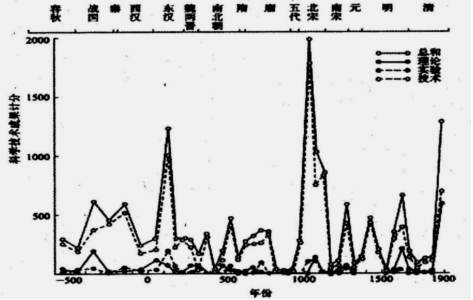 春秋 战国 秦 西汉 东汉 魏两晋 南北朝 隋 唐 五代 北宋 南宋 元 明 清
2000
总和
理论
实验
技术
1500
科学技术成果计分
1000
500
-500 0 500 1000 1500 1900
年份